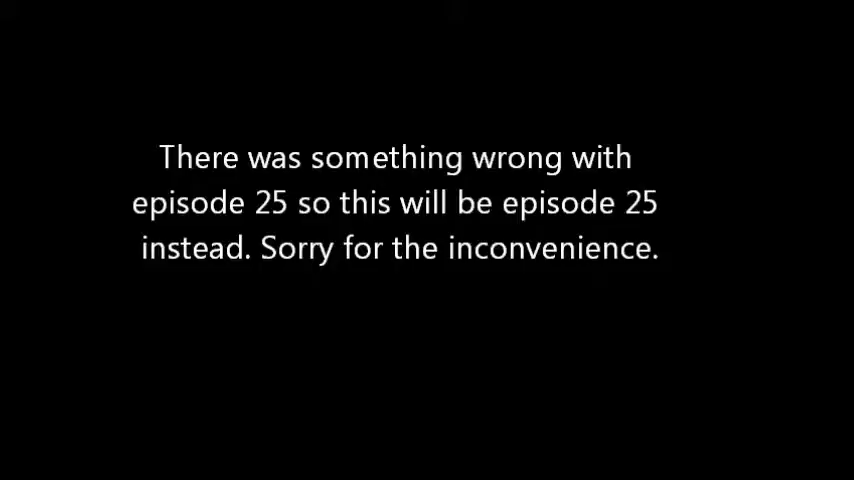 There was something wrong with
episode 25 so this will be episode 25
instead. Sorry for the inconvenience.